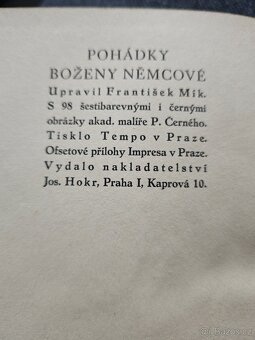 POHÁDKY
BOŽENY NĚMCOVÉ
Upravil František Mik.
S 98 šestibarevnými i černými
obrázky akad. malíře P. Černého.
Tisklo Tempo v Praze.
Ofsetové přílohy Impresa v Praze.
Vydalo nakladatelství
Jos. Hokr, Praha I, Kaprová 10.